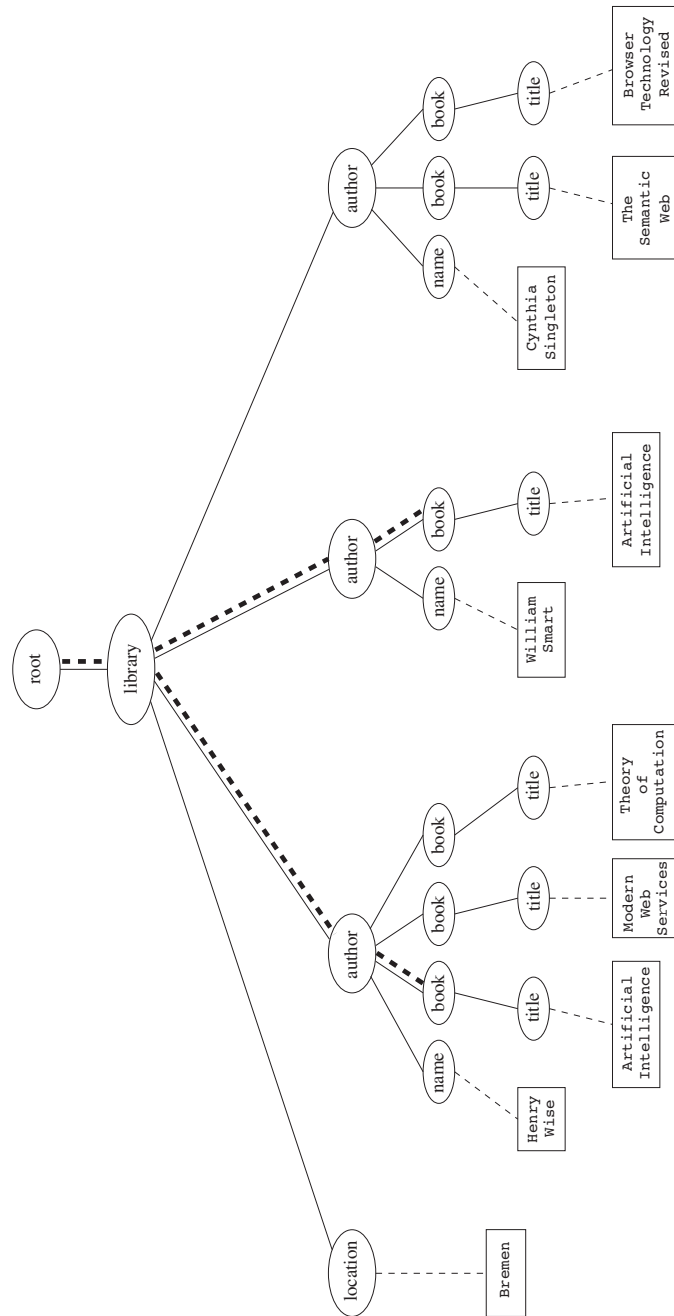 root
library
location
author
author
author
name
book
book
book
name
book
name
book
book
Bremen
Henry
Wise
title
title
title
William
Smart
title
Cynthia
Singleton
title
title
Artificial
Intelligence
Modern
Web
Services
Theory
of
Computation
Artificial
Intelligence
The
Semantic
Web
Browser
Technology
Revised